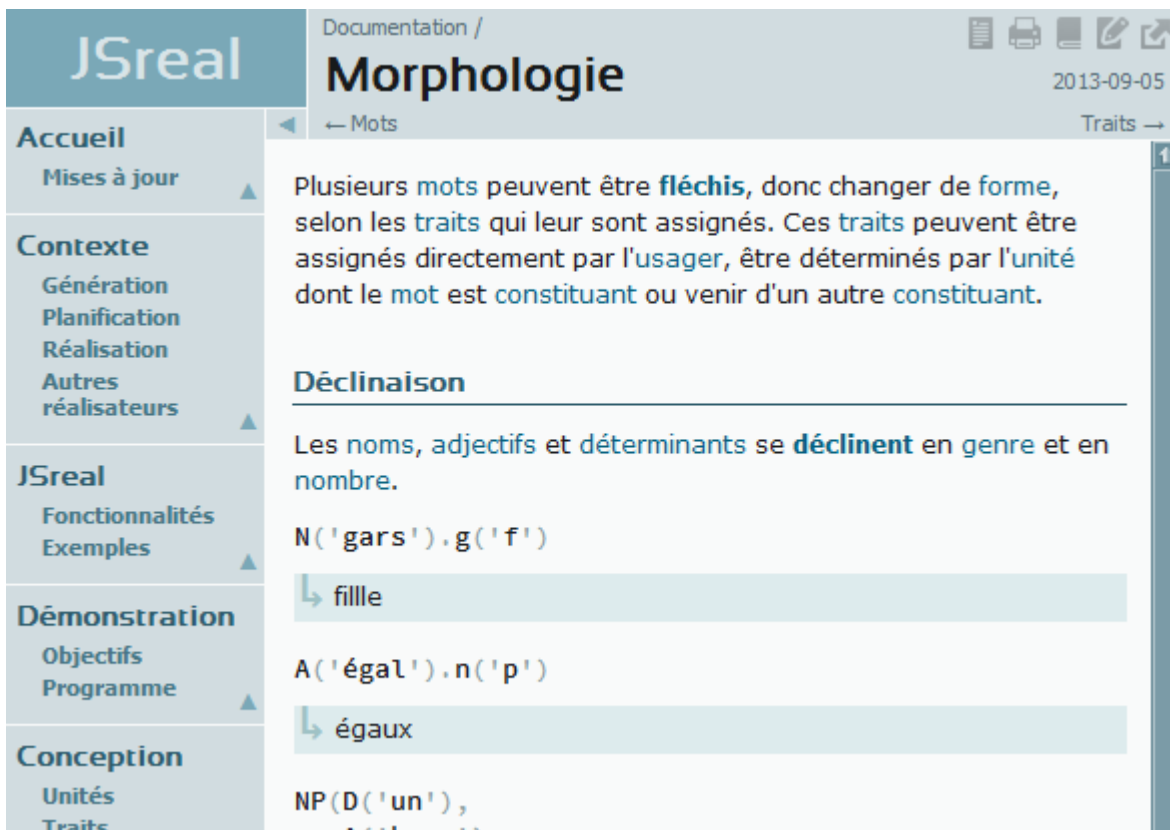 JSreal
Documentation /
Morphologie
2013-09-05
← Mots
Traits →
Accueil
Mises à jour
Contexte
Génération
Planification
Réalisation
Autres
réalisateurs
JSreal
Fonctionnalités
Exemples
Démonstration
Objectifs
Programme
Conception
Unités
Traits
Plusieurs mots peuvent être fléchis, donc changer de forme,
selon les traits qui leur sont assignés. Ces traits peuvent être
assignés directement par l'usager, être déterminés par l'unité
dont le mot est constituant ou venir d'un autre constituant.
Déclinaison
Les noms, adjectifs et déterminants se déclinent en genre et en
nombre.
N('gars').g('f')
fillle
A('égal').n('p')
égaux
NP(D('un'),